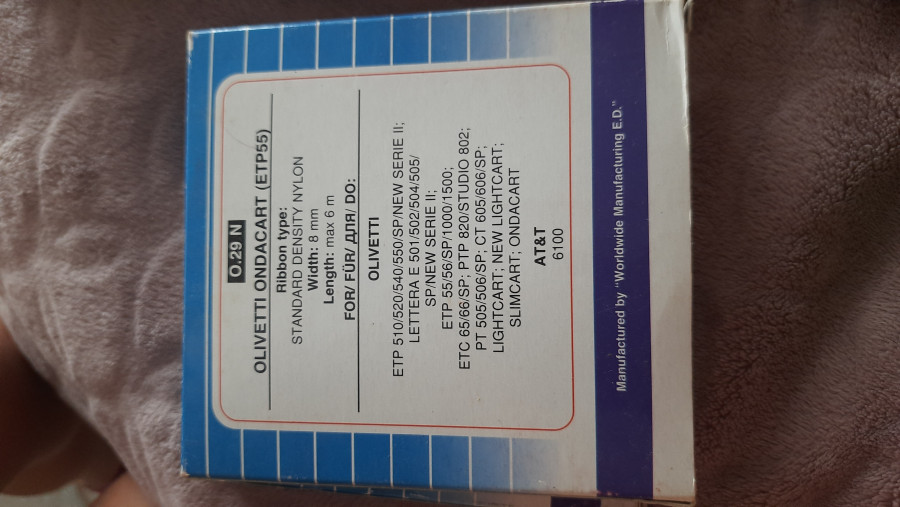 O.29 N
OLIVETTI ONDACART (ETP55)
Ribbon type:
STANDARD DENSITY NYLON
Width: 8 mm
Length: max 6 m
FOR/ FÜR/ ДЛЯ/ DO:
OLIVETTI
ETP 510/520/540/550/SP/NEW SERIE II;
LETTERA E 501/502/504/505/
SP/NEW SERIE II;
ETP 55/56/SP/1000/1500;
ETC 65/66/SP; PTP 820/STUDIO 802;
PT 505/506/SP; CT 605/606/SP;
LIGHTCART; NEW LIGHTCART;
SLIMCART; ONDACART
AT&T
6100
Manufactured by "Worldwide Manufacturing E.D."